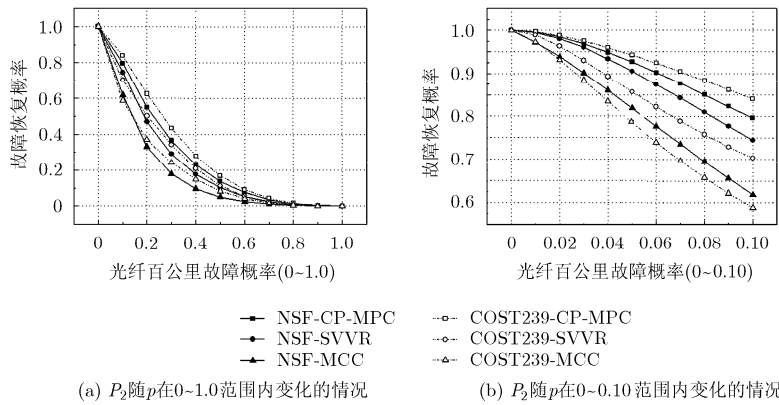 1.0
0.8
0.6
0.4
0.2
0
故障恢复概率
0 0.2 0.4 0.6 0.8 1.0
光纤百公里故障概率(0~1.0)
1.0
0.9
0.8
0.7
0.6
故障恢复概率
0 0.02 0.04 0.06 0.08 0.10
光纤百公里故障概率(0~0.10)
NSF-CP-MPC
NSF-SVVR
NSF-MCC
COST239-CP-MPC
COST239-SVVR
COST239-MCC
(a) P2随p在0~1.0范围内变化的情况
(b) P2随p在0~0.10范围内变化的情况